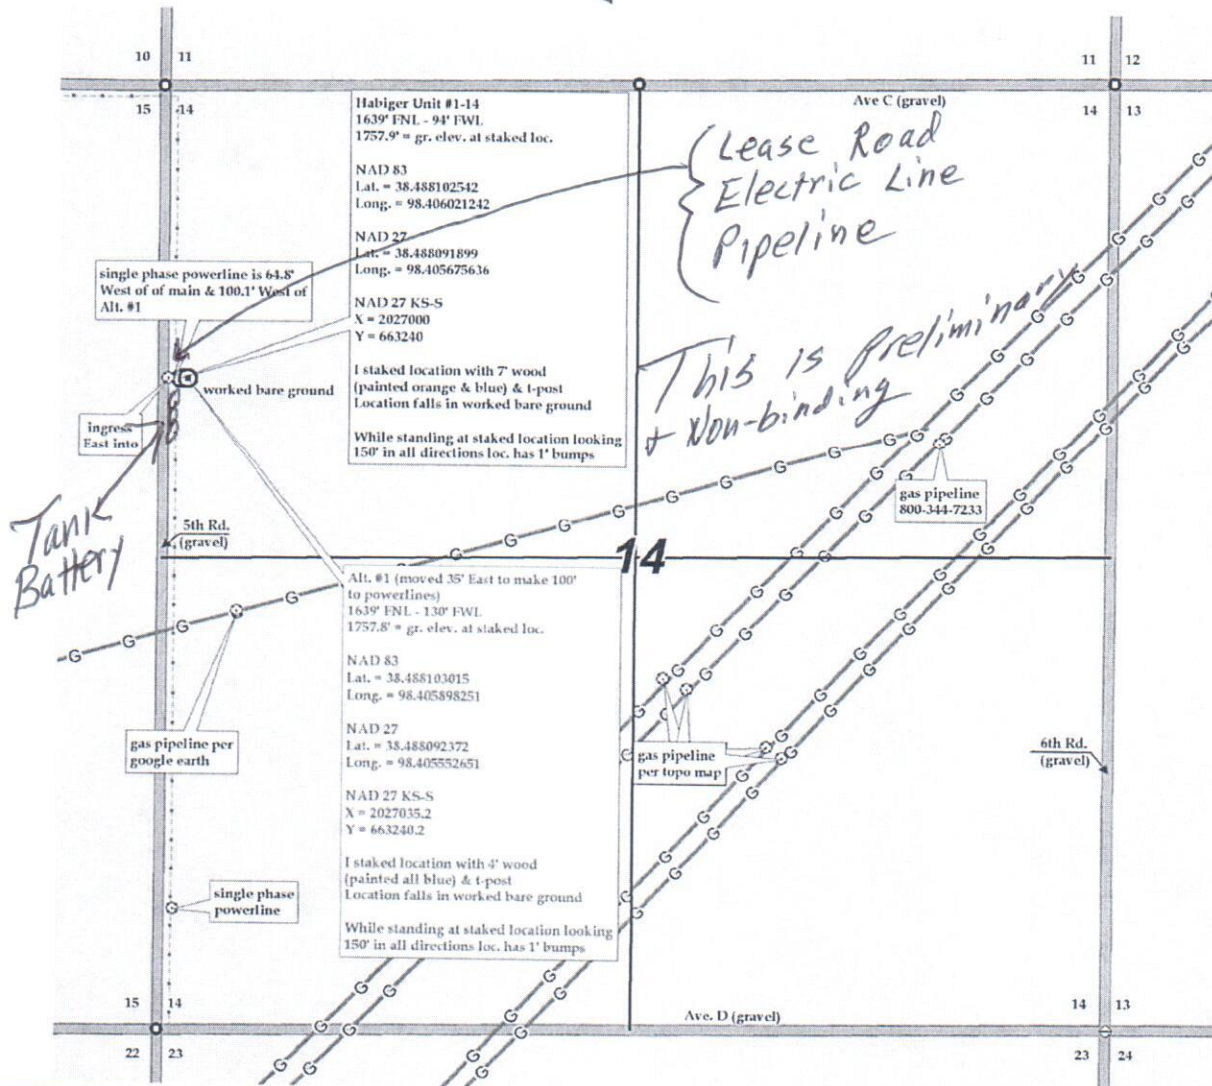 10 11
11 12
15 14
14 13
Ave C (gravel)
Habiger Unit #1-14
1639' FNL - 94' FWL
1757.9' = gr. elev. at staked loc.
NAD 83
Lat. = 38.488102542
Long. = 98.406021242
NAD 27
Lat. = 38.488091899
Long. = 98.405675636
NAD 27 KS-S
X = 2027000
Y = 663240
I staked location with 7' wood
(painted orange & blue) & t-post
Location falls in worked bare ground
While standing at staked location looking
150' in all directions loc. has 1' bumps
Lease Road
Electric Line
Pipeline
This is Preliminary
+ Non-binding
single phase powerline is 64.8'
West of of main & 100.1' West of
Alt. #1
worked bare ground
ingress
East into
Tank
Battery
5th Rd.
(gravel)
gas pipeline
800-344-7233
14
Alt. #1 (moved 35' East to make 100'
to powerlines)
1639' FNL - 130' FWL
1757.8' = gr. elev. at staked loc.
NAD 83
Lat. = 38.488103015
Long. = 98.405898251
NAD 27
Lat. = 38.488092372
Long. = 98.405552651
NAD 27 KS-S
X = 2027035.2
Y = 663240.2
I staked location with 4' wood
(painted all blue) & t-post
Location falls in worked bare ground
While standing at staked location looking
150' in all directions loc. has 1' bumps
gas pipeline per
google earth
gas pipeline
per topo map
6th Rd.
(gravel)
single phase
powerline
15 14
14 13
Ave. D (gravel)
22 23
23 24